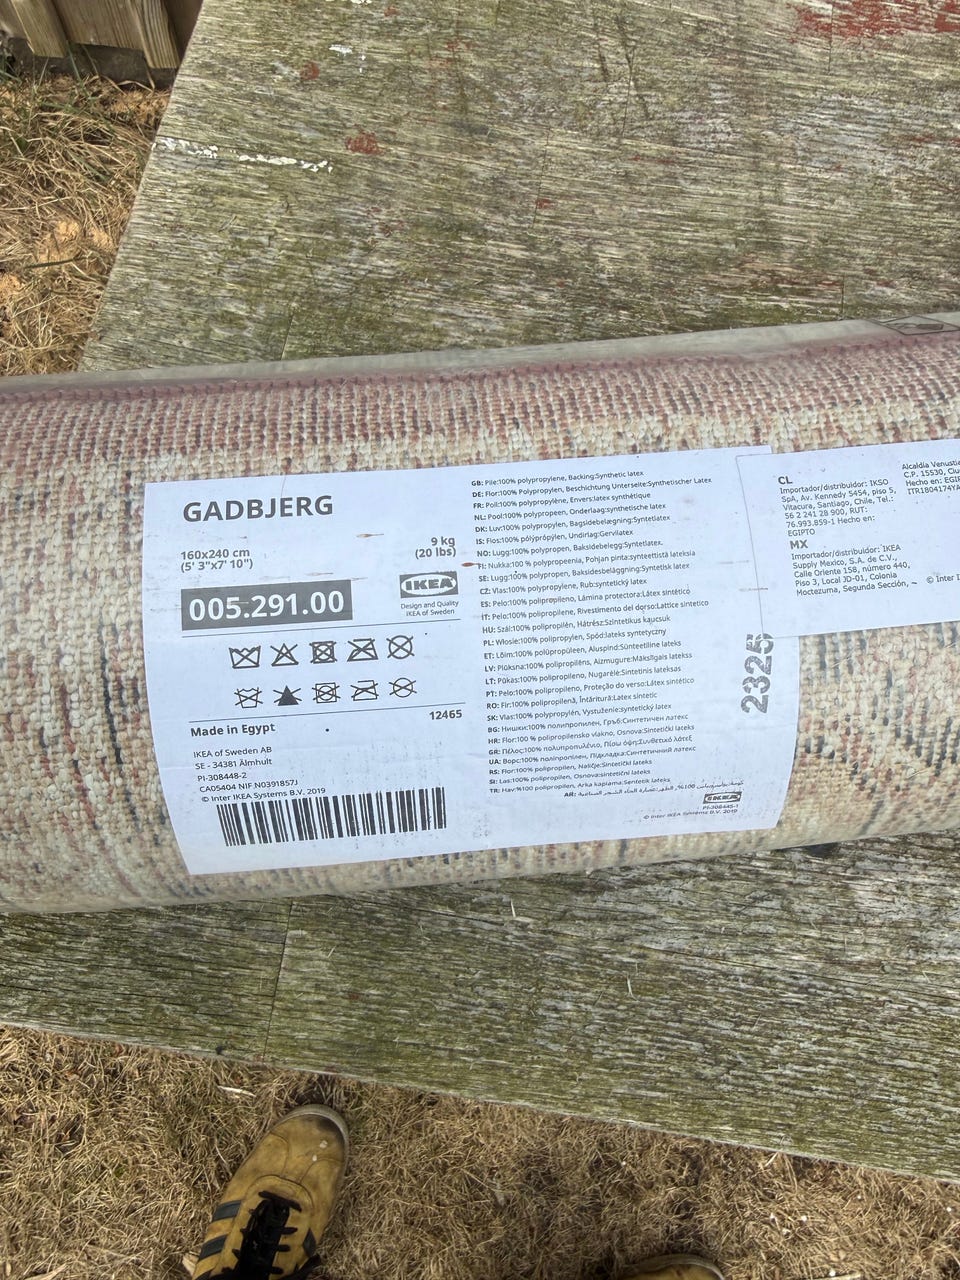 GADBJERG
160x240 cm
(5' 3"x7' 10")
9 kg
(20 lbs)
005.291.00
IKEA
Design and Quality
IKEA of Sweden
12465
Made in Egypt
IKEA of Sweden AB
SE - 34381 Älmhult
PI-308448-2
CA05404 NIF N0391857J
© Inter IKEA Systems B.V. 2019
GB: Pile:100% polypropylene, Backing:Synthetic latex
DE: Flor:100% Polypropylen, Beschichtung Unterseite:Synthetischer Latex
FR: Poil:100% polypropylène, Envers:latex synthétique
NL: Pool:100% polypropeen, Onderlaag:synthetische latex
DK: Luv:100% polypropylen, Bagsidebelægning:Syntetlatex
IS: Flos:100% pólýprópýlen, Undirlag:Gervilatex
NO: Lugg:100% polypropen, Baksidebelegg:Syntetlatex.
FI: Nukka:100% polypropeenia, Pohjan pinta:synteettistä lateksia
SE: Lugg:100% polypropen, Baksidesbeläggning:Syntetisk latex
CZ: Vlas:100% polypropylene, Rub:syntetický latex
ES: Pelo:100% polipropileno, Lámina protectora:Látex sintético
IT: Pelo:100% polipropilene, Rivestimento del dorso:Lattice sintetico
HU: Szál:100% polipropilén, Hátrész:Szintetikus kaucsuk
PL: Włosie:100% polipropylen, Spód:lateks syntetyczny
ET: Lõim:100% polüpropüleen, Aluspind:Sünteetiline lateks
LV: Plūksna:100% polipropilēns, Aizmugure:Mākslīgais latekss
LT: Pūkas:100% polipropileno, Nugarėlė:Sintetinis lateksas
PT: Pelo:100% polipropileno, Proteção do verso:Látex sintético
RO: Fir:100% polipropilenă, Întăritură:Latex sintetic
SK: Vlas:100% polypropylén, Vystuženie:syntetický latex
BG: Нишки:100% полипропилен, Гръб:Синтетичен латекс
HR: Flor:100 % polipropilensko vlakno, Osnova:Sintetički lateks
GR: Πέλος:100% πολυπροπυλένιο, Πίσω όψη:Συνθετικό λάτεξ
UA: Ворс:100% поліпропілен, Підкладка:Синтетичний латекс
RS: Flor:100% polipropilen, Naličje:Sintetički lateks
SI: Las:100% polipropilen, Osnova:sintetični lateks
TR: Hav:%100 polipropilen, Arka kaplama:Sentetik lateks
AR:
IKEA
PI-308445-1
© Inter IKEA Systems B.V. 2019
2325
CL
Importador/distribuidor: IKSO
SpA, Av. Kennedy 5454, piso 5,
Vitacura, Santiago, Chile, Tel.:
56 2 241 28 900, RUT:
76.993.859-1 Hecho en:
EGIPTO
MX
Importador/distribuidor: IKEA
Supply Mexico, S.A. de C.V.,
Calle Oriente 158, número 440,
Piso 3, Local JD-01, Colonia
Moctezuma, Segunda Sección,
Alcaldía
C.P. 15530,
Hecho en:
© Inter